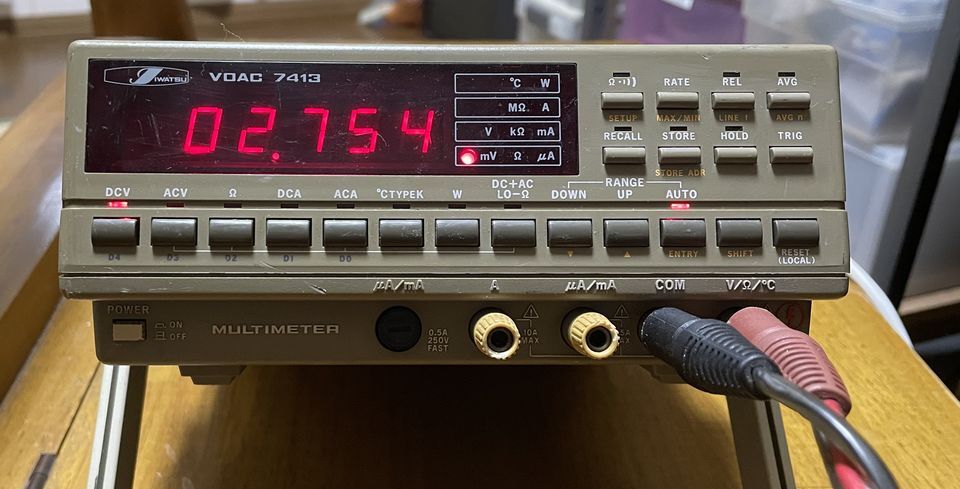 IWATSU VOAC 7413
02.754
°C W
MΩ A
V kΩ mA
mV Ω µA
Ω·))) RATE REL AVG
SETUP MAX/MIN LINE f AVG n
RECALL STORE HOLD TRIG
STORE ADR
DCV ACV Ω DCA ACA °CTYPEK W DC+AC LO-Ω DOWN RANGE UP AUTO
D4 D3 D2 D1 D0 ▼ ▲ ENTRY SHIFT RESET (LOCAL)
µA/mA A µA/mA COM V/Ω/°C
POWER
ON
OFF
MULTIMETER
0.5A
250V
FAST
10A
MAX